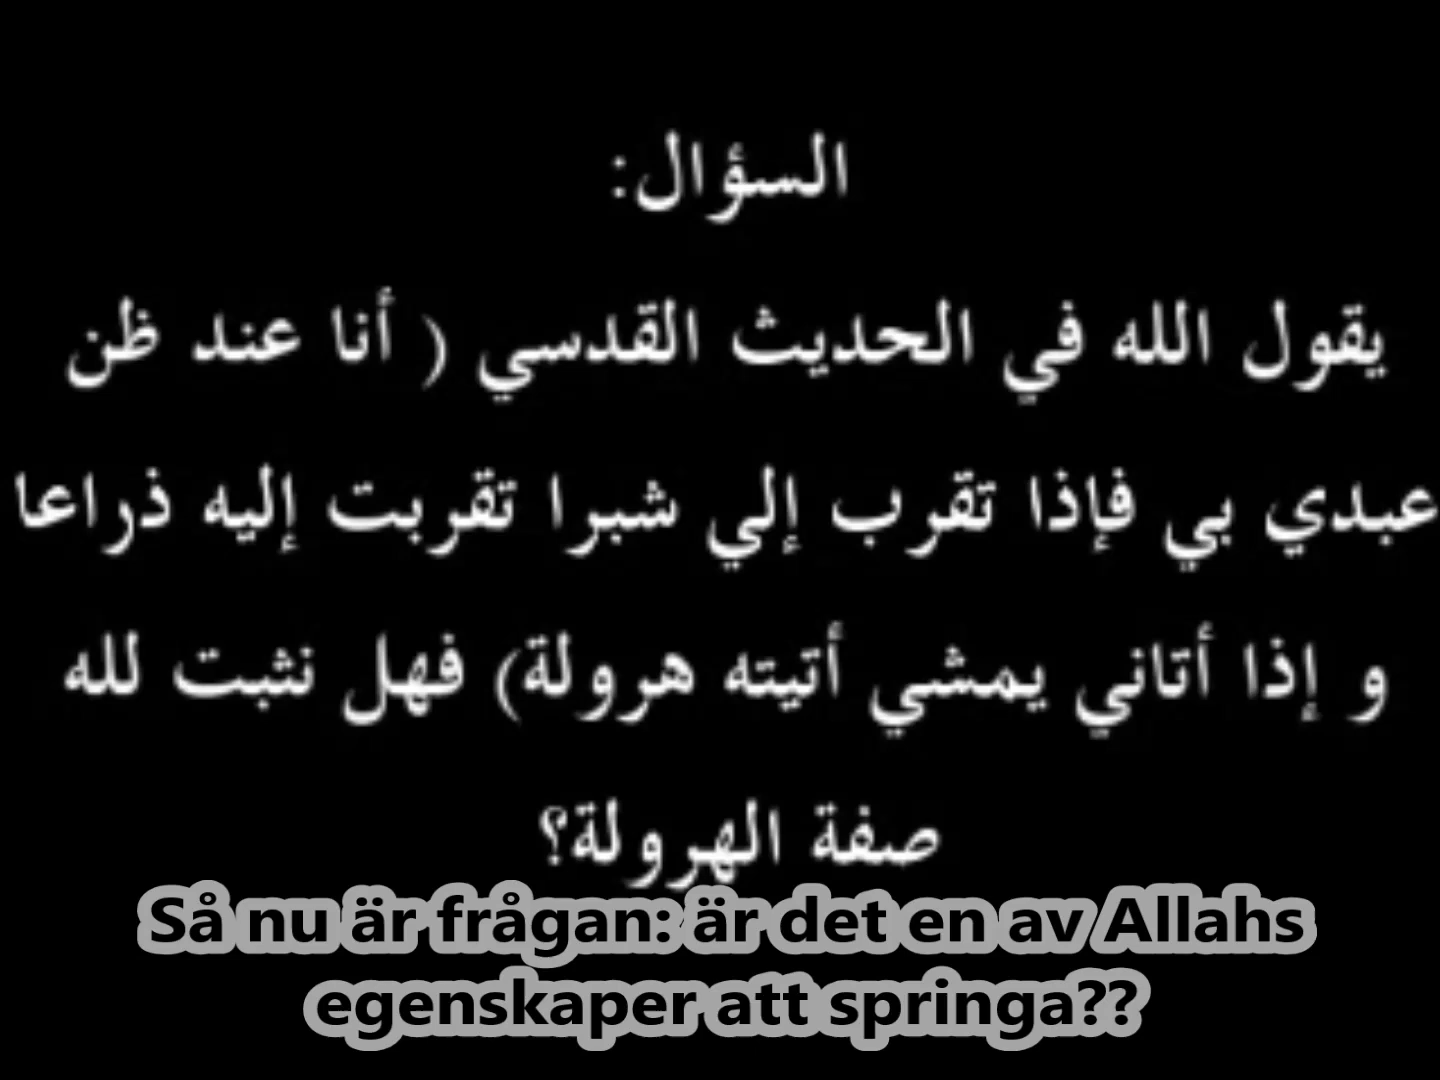 السؤال:
يقول الله في الحديث القدسي ( أنا عند ظن
عبدي بي فإذا تقرب إلي شبرا تقربت إليه ذراعا
و إذا أتاني يمشي أتيته هرولة) فهل نثبت لله
صفة الهرولة؟
Så nu är frågan: är det en av Allahs
egenskaper att springa??